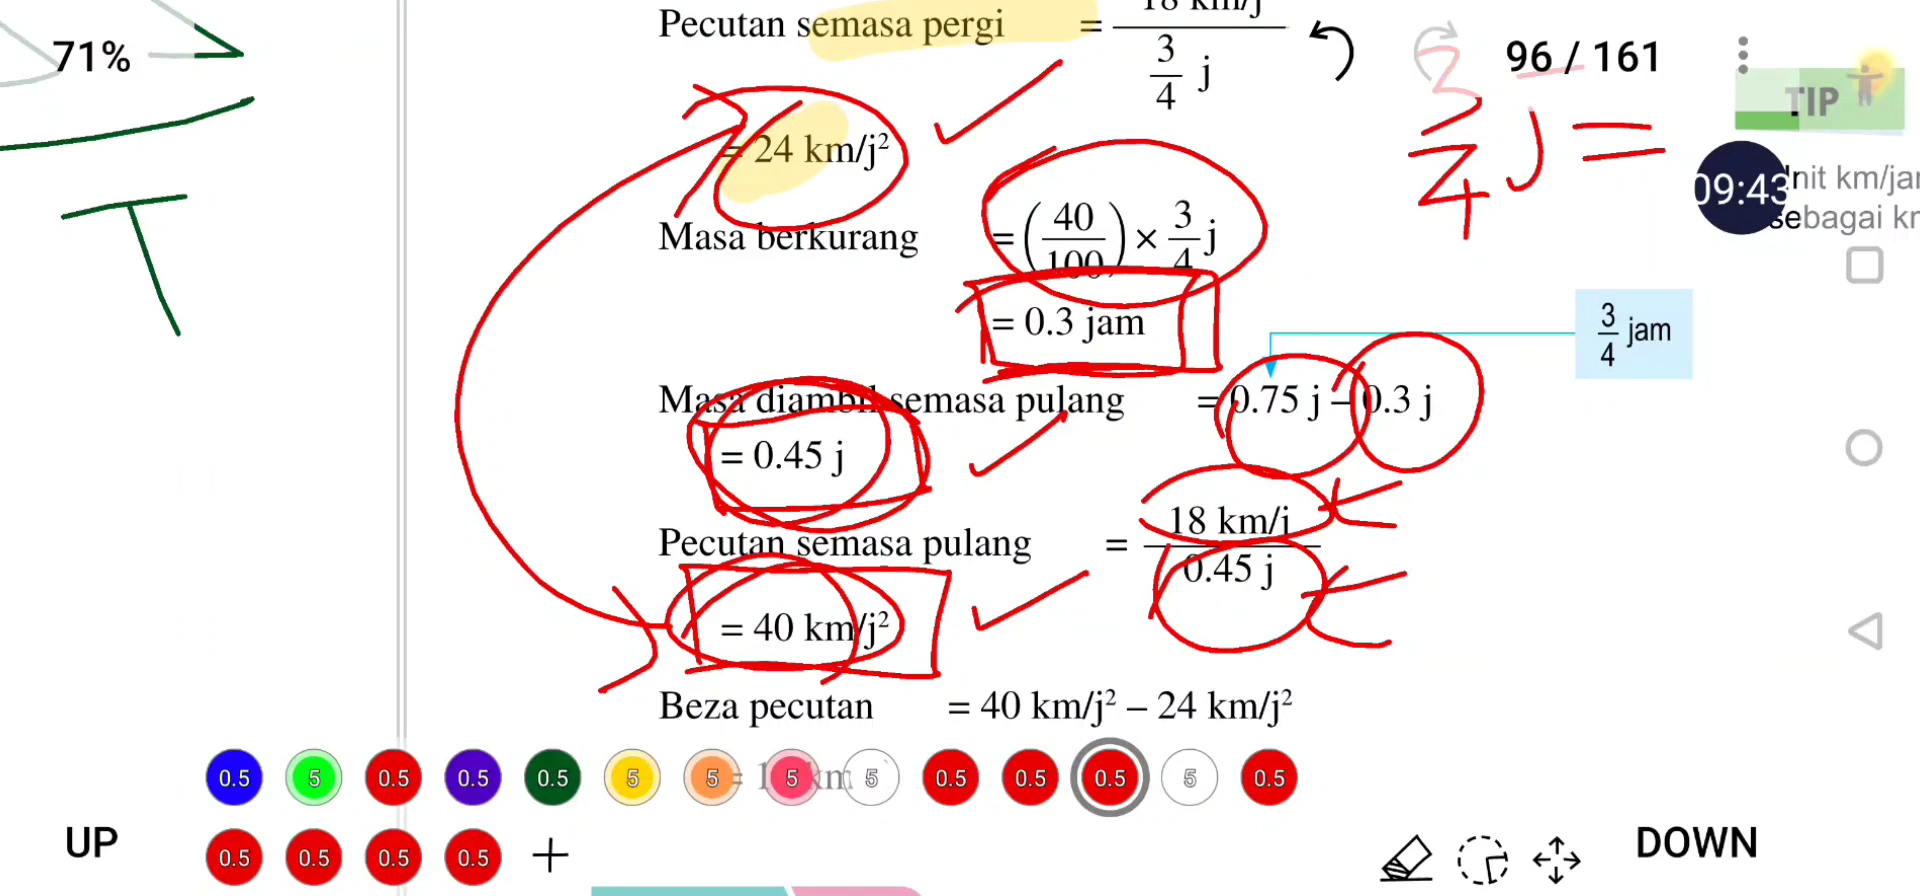 71%
96 / 161
Pecutan semasa pergi = 18 km/j
3
4 j
= 24 km/j²
3
4 J =
TIP
09:43
Unit km/jam
sebagai
Masa berkurang = (40/100) × 3/4 j
= 0.3 jam
3/4 jam
Masa diambil semasa pulang = 0.75 j – 0.3 j
= 0.45 j
Pecutan semasa pulang = 18 km/j
0.45 j
= 40 km/j²
Beza pecutan = 40 km/j² – 24 km/j²
0.5 5 0.5 0.5 0.5 5 5 5 5 0.5 0.5 0.5 5 0.5
UP 0.5 0.5 0.5 0.5 + DOWN
T